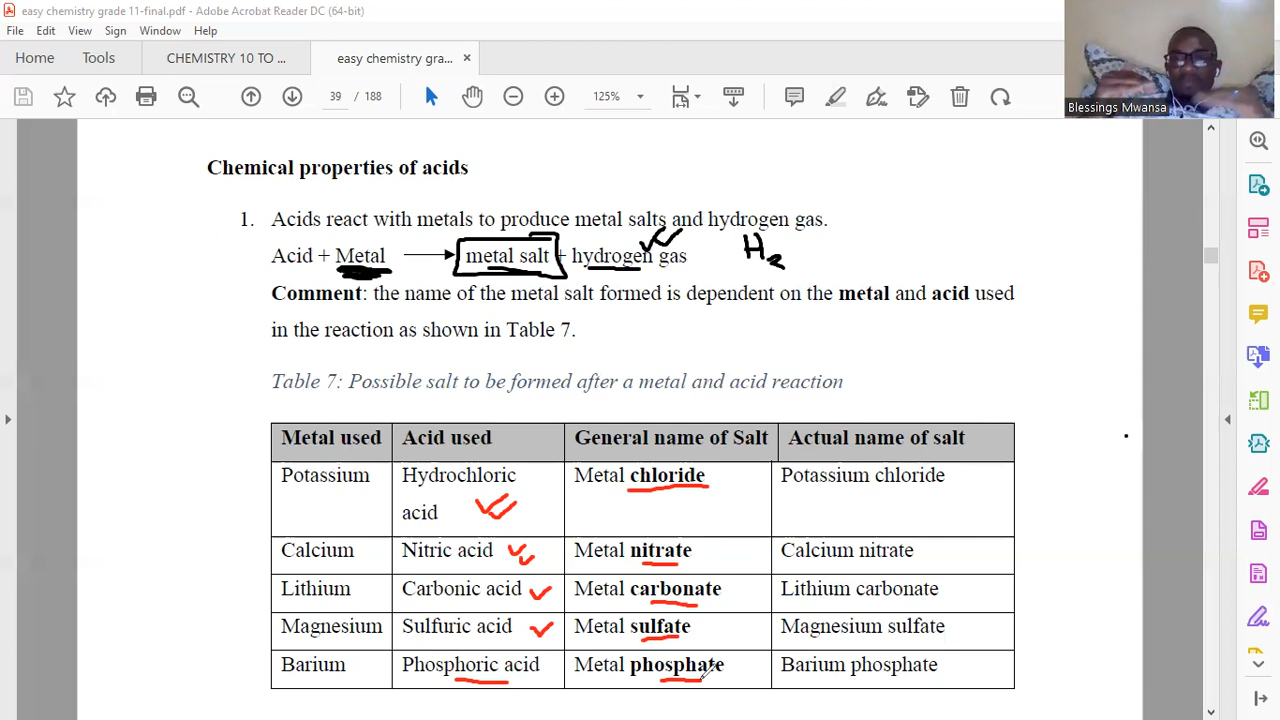 easy chemistry grade 11-final.pdf - Adobe Acrobat Reader DC (64-bit)
File Edit View Sign Window Help
Home Tools CHEMISTRY 10 TO ... easy chemistry gra... ×
39 / 188 125%
Blessings Mwansa
Chemical properties of acids
1. Acids react with metals to produce metal salts and hydrogen gas.
Acid + Metal → metal salt + hydrogen gas H2
Comment: the name of the metal salt formed is dependent on the metal and acid used
in the reaction as shown in Table 7.
Table 7: Possible salt to be formed after a metal and acid reaction
Metal used Acid used General name of Salt Actual name of salt
Potassium Hydrochloric acid Metal chloride Potassium chloride
Calcium Nitric acid Metal nitrate Calcium nitrate
Lithium Carbonic acid Metal carbonate Lithium carbonate
Magnesium Sulfuric acid Metal sulfate Magnesium sulfate
Barium Phosphoric acid Metal phosphate Barium phosphate